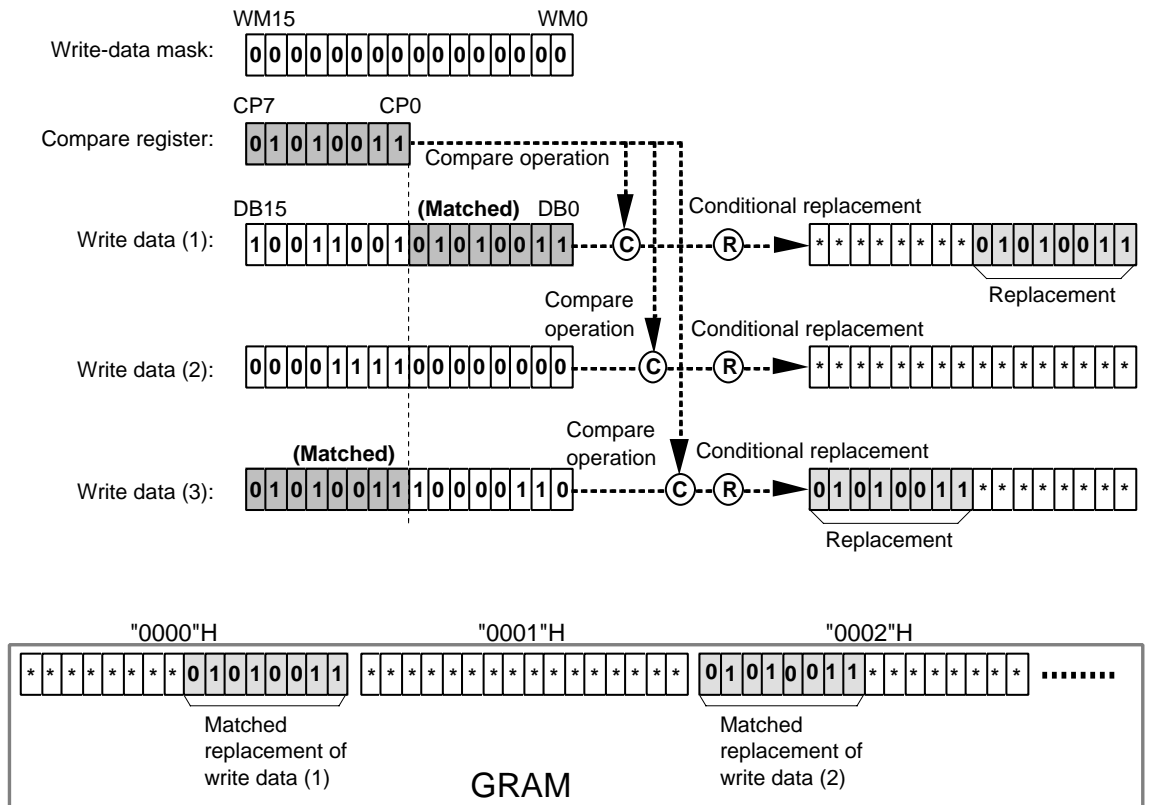 WM15 WM0
Write-data mask: 0 0 0 0 0 0 0 0 0 0 0 0 0 0 0 0
CP7 CP0
Compare register: 0 1 0 1 0 0 1 1
Compare operation
DB15 (Matched) DB0 Conditional replacement
Write data (1): 1 0 0 1 1 0 0 1 0 1 0 1 0 0 1 1 C R * * * * * * * * 0 1 0 1 0 0 1 1
Replacement
Compare
operation Conditional replacement
Write data (2): 0 0 0 0 1 1 1 1 0 0 0 0 0 0 0 0 C R * * * * * * * * * * * * * * * *
Compare
operation
(Matched) Conditional replacement
Write data (3): 0 1 0 1 0 0 1 1 1 0 0 0 0 1 1 0 C R 0 1 0 1 0 0 1 1 * * * * * * * *
Replacement
"0000"H "0001"H "0002"H
* * * * * * * * 0 1 0 1 0 0 1 1 * * * * * * * * * * * * * * * * 0 1 0 1 0 0 1 1 * * * * * * * * ........
Matched
replacement of
write data (1)
Matched
replacement of
write data (2)
GRAM